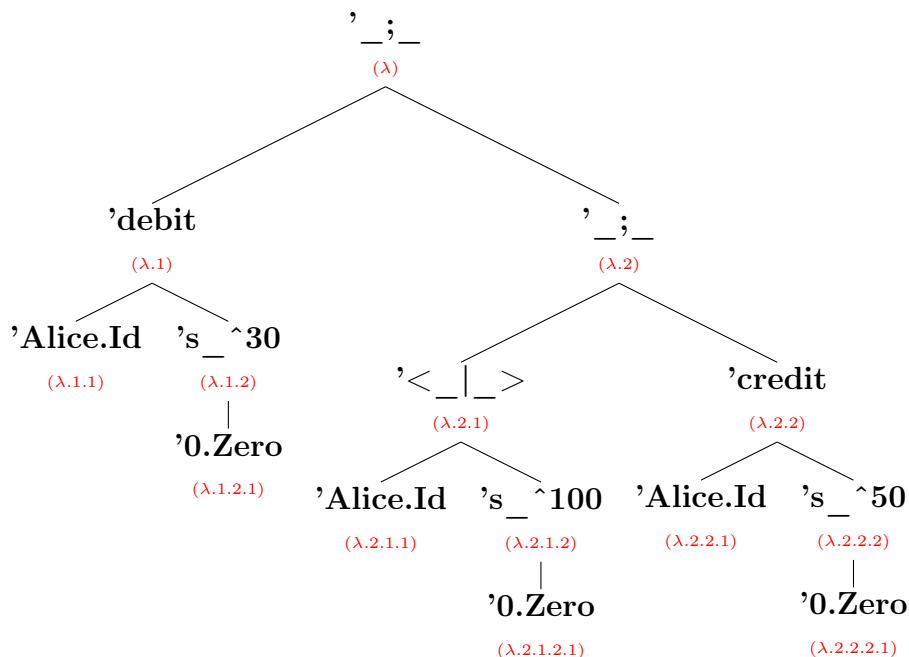 '_;_
(λ)
'debit '_;_
(λ.1) (λ.2)
'Alice.Id 's_^30 '<_|_> 'credit
(λ.1.1) (λ.1.2) (λ.2.1) (λ.2.2)
'0.Zero 'Alice.Id 's_^100 'Alice.Id 's_^50
(λ.1.2.1) (λ.2.1.1) (λ.2.1.2) (λ.2.2.1) (λ.2.2.2)
'0.Zero '0.Zero
(λ.2.1.2.1) (λ.2.2.2.1)